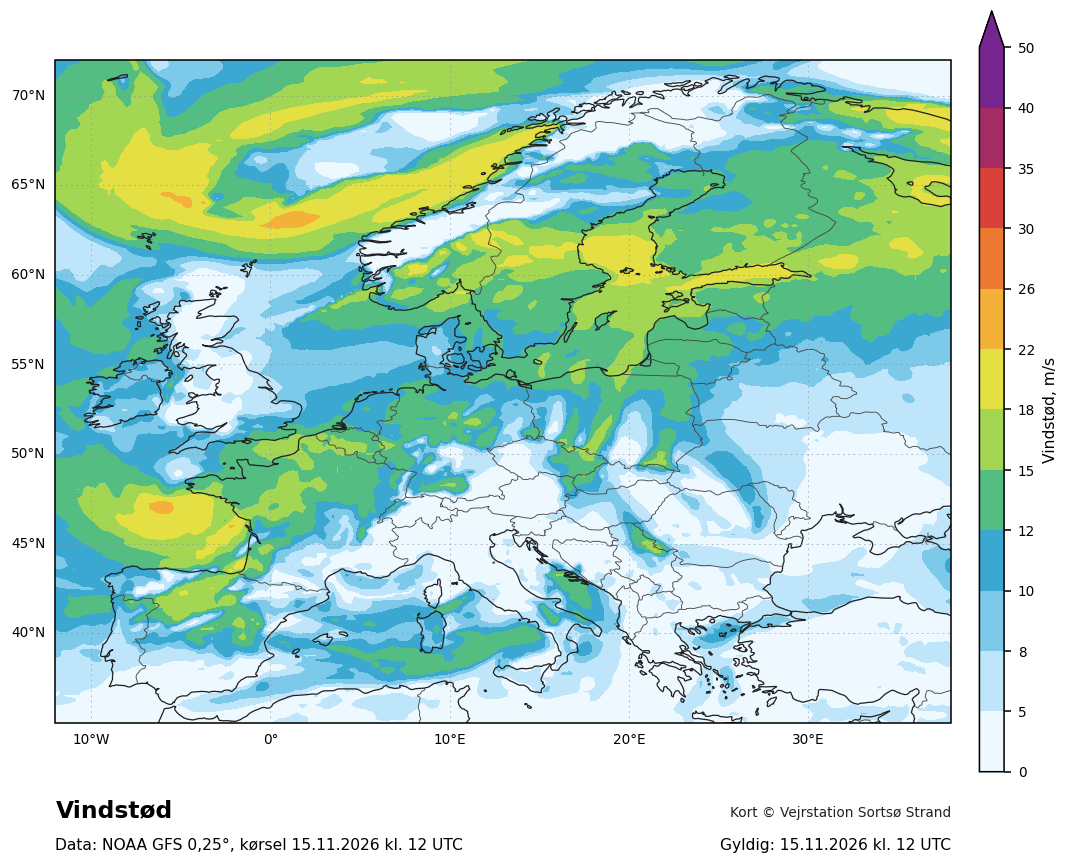 50
40
35
30
26
22
18
15
12
10
8
5
0
Vindstød, m/s
70°N
65°N
60°N
55°N
50°N
45°N
40°N
10°W
0°
10°E
20°E
30°E
Vindstød
Kort © Vejrstation Sortsø Strand
Data: NOAA GFS 0,25°, kørsel 15.11.2026 kl. 12 UTC
Gyldig: 15.11.2026 kl. 12 UTC